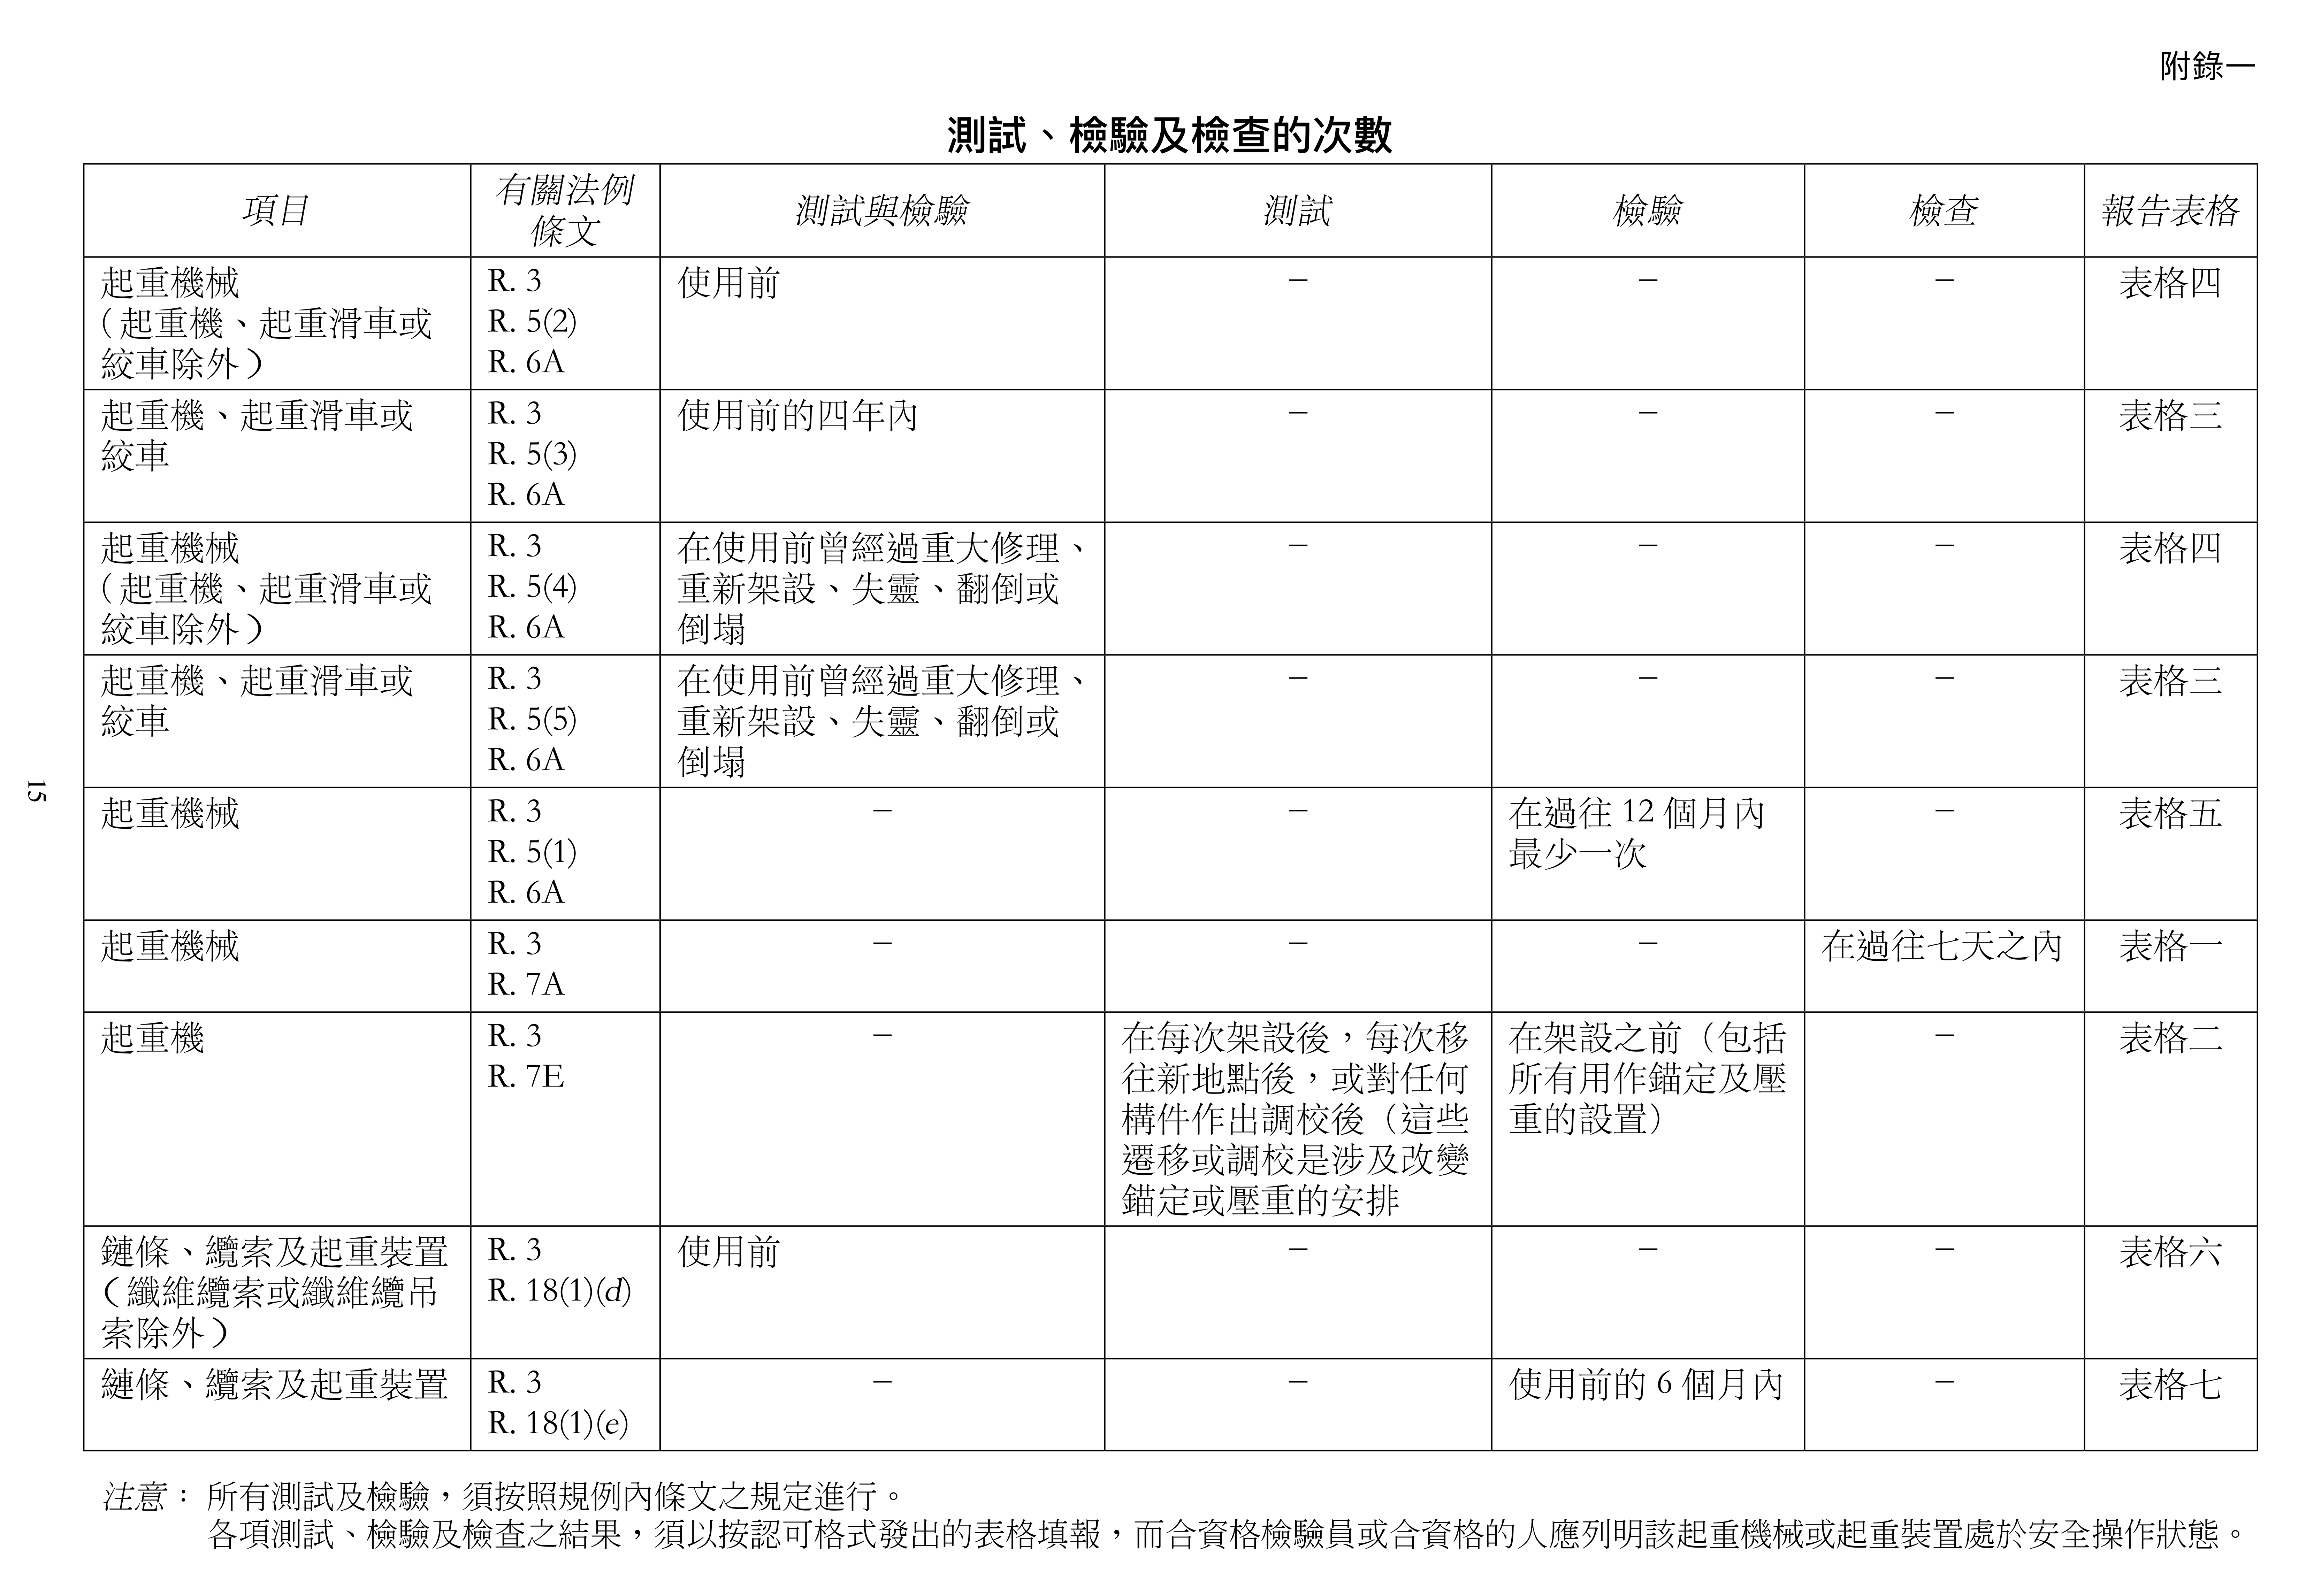 附錄一
測試、檢驗及檢查的次數
項目
有關法例
條文
測試與檢驗
測試
檢驗
檢查
報告表格
起重機械
（起重機、起重滑車或
絞車除外）
R. 3
R. 5(2)
R. 6A
使用前
–
–
–
表格四
起重機、起重滑車或
絞車
R. 3
R. 5(3)
R. 6A
使用前的四年內
–
–
–
表格三
起重機械
（起重機、起重滑車或
絞車除外）
R. 3
R. 5(4)
R. 6A
在使用前曾經過重大修理、
重新架設、失靈、翻倒或
倒塌
–
–
–
表格四
起重機、起重滑車或
絞車
R. 3
R. 5(5)
R. 6A
在使用前曾經過重大修理、
重新架設、失靈、翻倒或
倒塌
–
–
–
表格三
起重機械
R. 3
R. 5(1)
R. 6A
–
–
在過往 12 個月內
最少一次
–
表格五
起重機械
R. 3
R. 7A
–
–
–
在過往七天之內
表格一
起重機
R. 3
R. 7E
–
在每次架設後，每次移
往新地點後，或對任何
構件作出調校後（這些
遷移或調校是涉及改變
錨定或壓重的安排
在架設之前（包括
所有用作錨定及壓
重的設置）
–
表格二
鏈條、纜索及起重裝置
（纖維纜索或纖維纜吊
索除外）
R. 3
R. 18(1)(d)
使用前
–
–
–
表格六
縺條、纜索及起重裝置
R. 3
R. 18(1)(e)
–
–
使用前的 6 個月內
–
表格七
注意： 所有測試及檢驗，須按照規例內條文之規定進行。
各項測試、檢驗及檢查之結果，須以按認可格式發出的表格填報，而合資格檢驗員或合資格的人應列明該起重機械或起重裝置處於安全操作狀態。
15